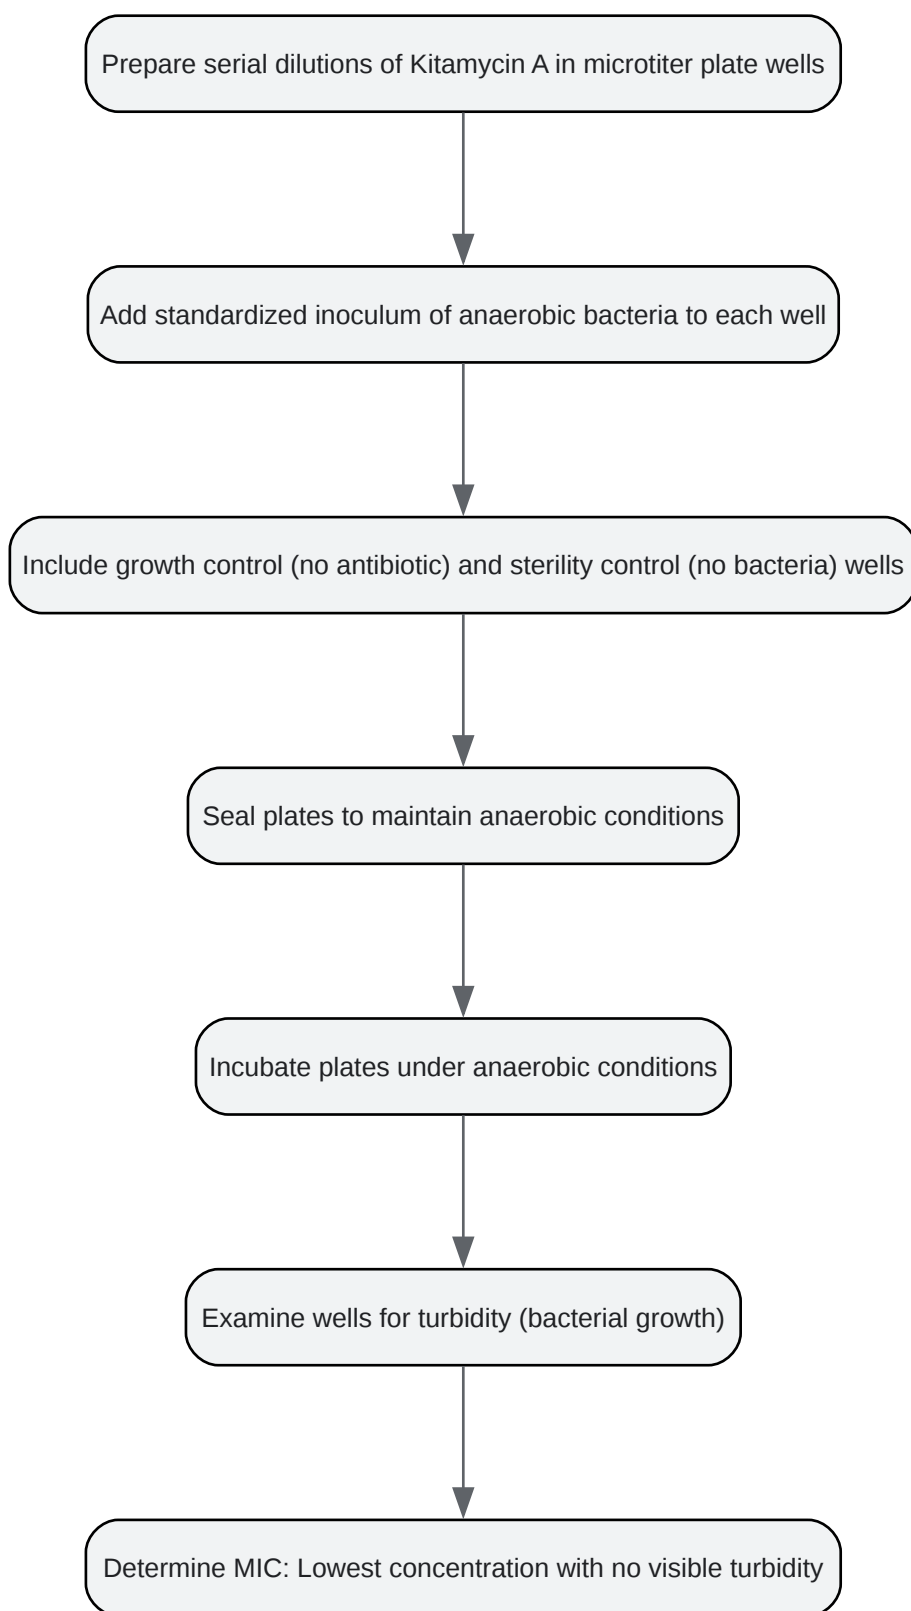 Prepare serial dilutions of Kitamycin A in microtiter plate wells
Add standardized inoculum of anaerobic bacteria to each well
Include growth control (no antibiotic) and sterility control (no bacteria) wells
Seal plates to maintain anaerobic conditions
Incubate plates under anaerobic conditions
Examine wells for turbidity (bacterial growth)
Determine MIC: Lowest concentration with no visible turbidity